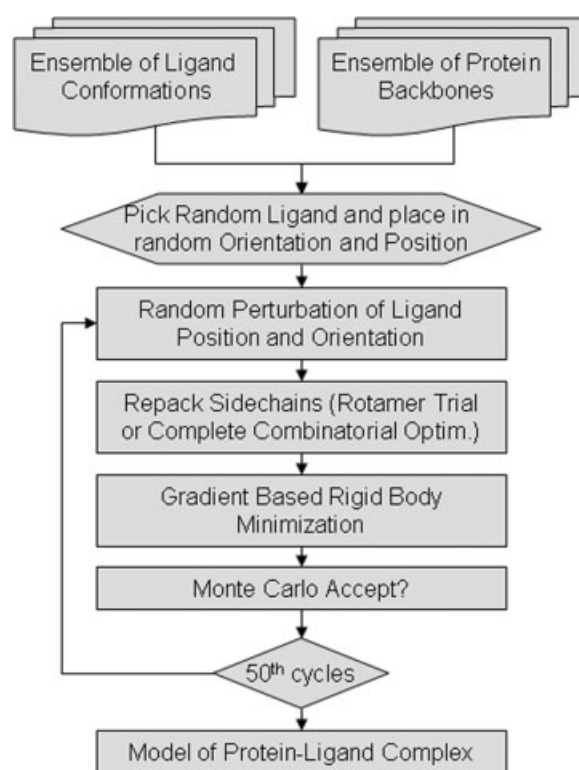 Ensemble of Ligand
Conformations
Ensemble of Protein
Backbones
Pick Random Ligand and place in
random Orientation and Position
Random Perturbation of Ligand
Position and Orientation
Repack Sidechains (Rotamer Trial
or Complete Combinatorial Optim.)
Gradient Based Rigid Body
Minimization
Monte Carlo Accept?
50th cycles
Model of Protein-Ligand Complex